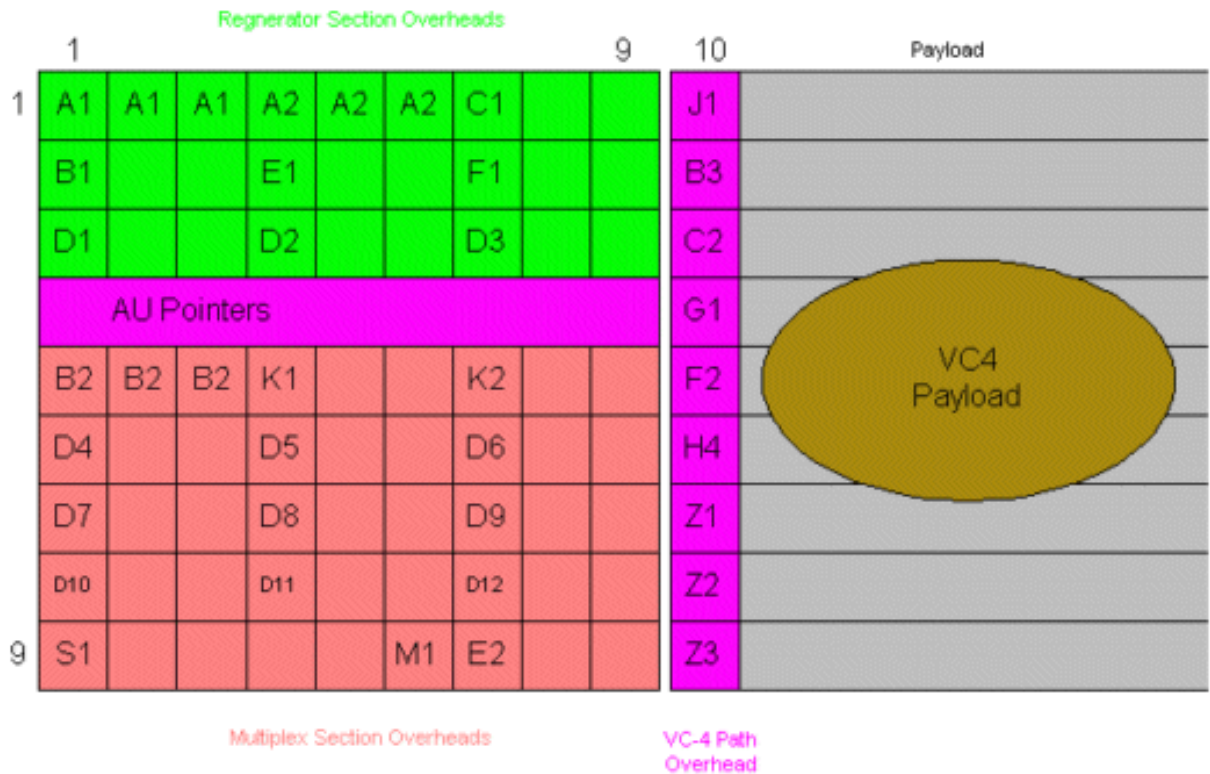 Regnerator Section Overheads
1 9 10 Payload
1 A1 A1 A1 A2 A2 A2 C1 J1
B1 E1 F1 B3
D1 D2 D3 C2
AU Pointers G1
B2 B2 B2 K1 K2 F2
VC4
Payload
D4 D5 D6 H4
D7 D8 D9 Z1
D10 D11 D12 Z2
9 S1 M1 E2 Z3
Multiplex Section Overheads
VC-4 Path
Overhead